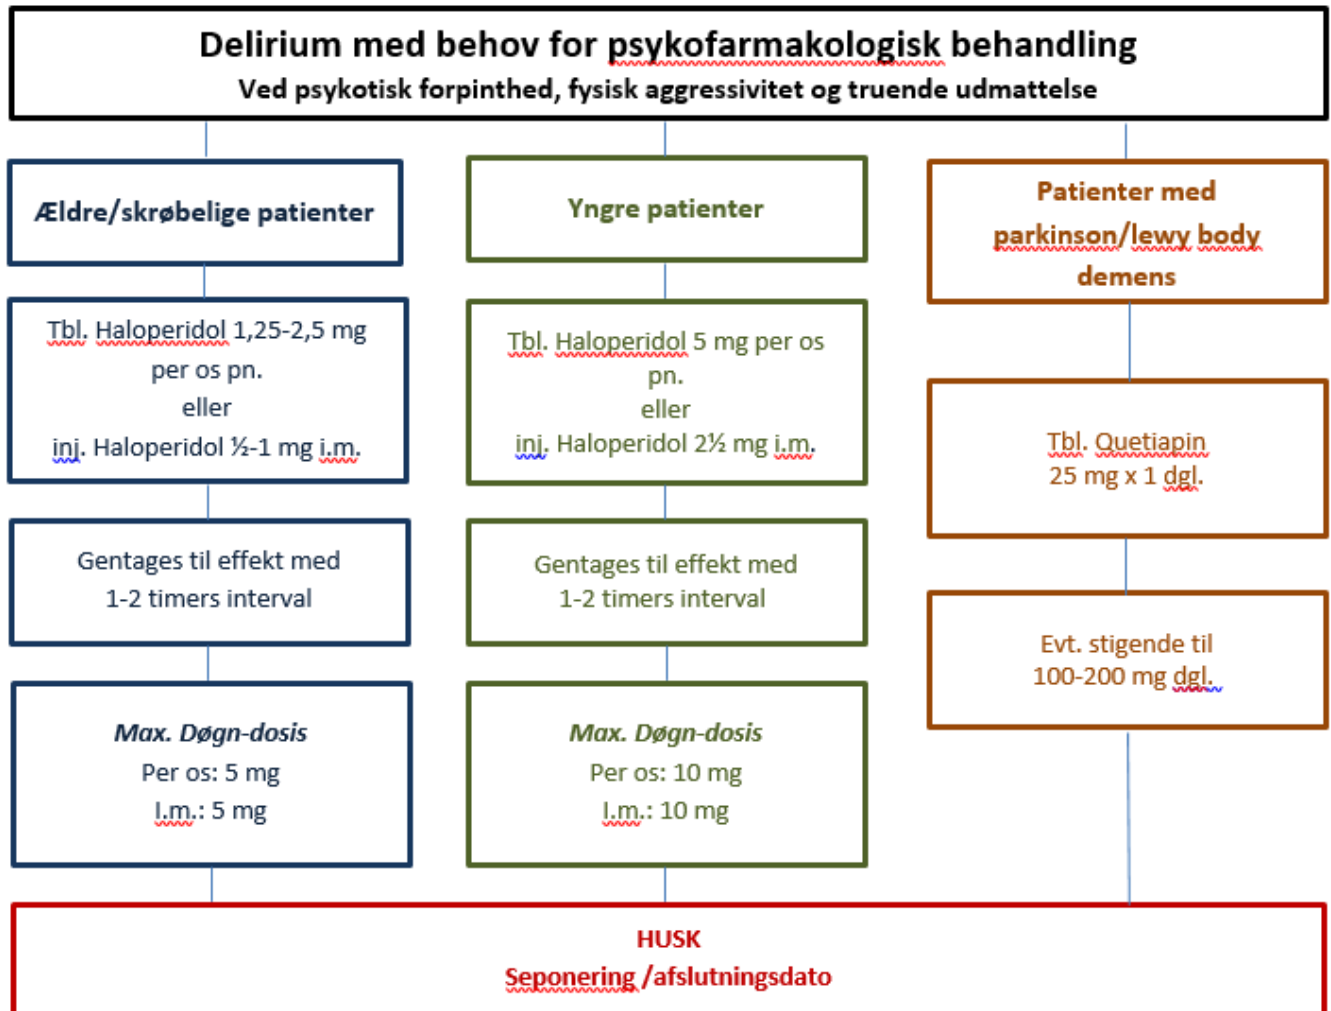 Delirium med behov for psykofarmakologisk behandling
Ved psykotisk forpinthed, fysisk aggressivitet og truende udmattelse
Ældre/skrøbelige patienter
Tbl. Haloperidol 1,25-2,5 mg
per os pn.
eller
inj. Haloperidol ½-1 mg i.m.
Gentages til effekt med
1-2 timers interval
Max. Døgn-dosis
Per os: 5 mg
I.m.: 5 mg
Yngre patienter
Tbl. Haloperidol 5 mg per os
pn.
eller
inj. Haloperidol 2½ mg i.m.
Gentages til effekt med
1-2 timers interval
Max. Døgn-dosis
Per os: 10 mg
I.m.: 10 mg
Patienter med
parkinson/lewy body
demens
Tbl. Quetiapin
25 mg x 1 dgl.
Evt. stigende til
100-200 mg dgl..
HUSK
Seponering /afslutningsdato